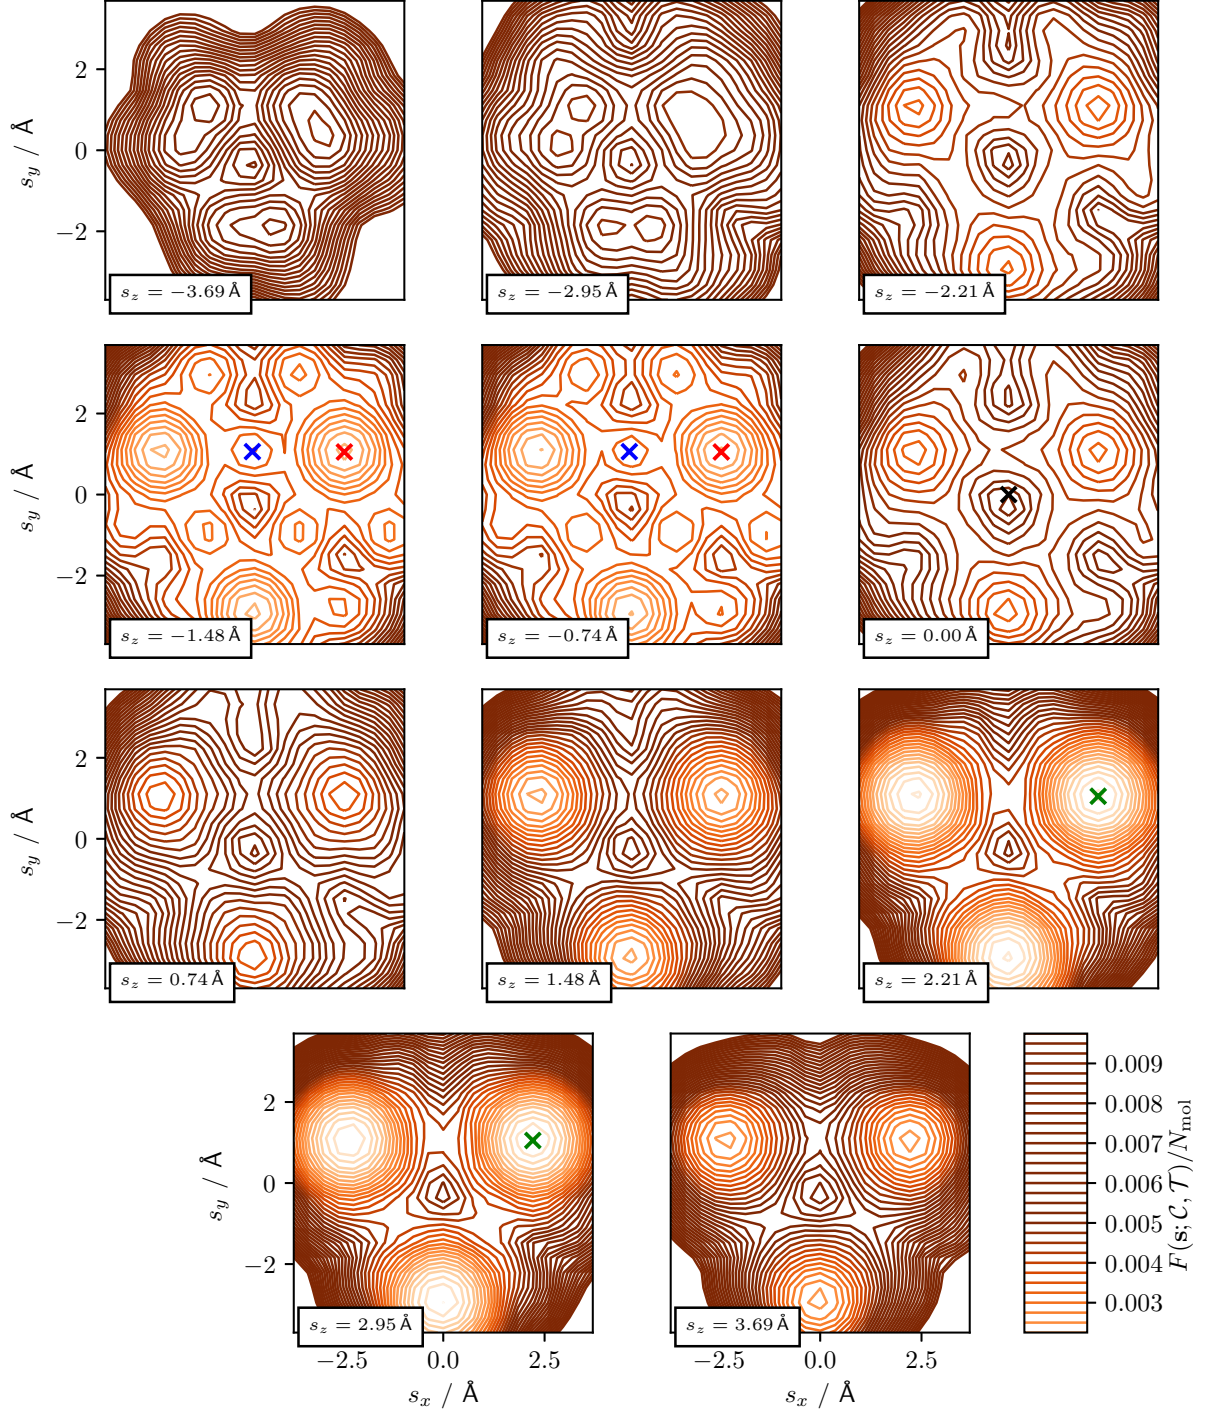 s_y / Å
2
0
−2
s_z = −3.69 Å
s_z = −2.95 Å
s_z = −2.21 Å
s_y / Å
2
0
−2
s_z = −1.48 Å
s_z = −0.74 Å
s_z = 0.00 Å
s_y / Å
2
0
−2
s_z = 0.74 Å
s_z = 1.48 Å
s_z = 2.21 Å
s_y / Å
2
0
−2
s_z = 2.95 Å
s_z = 3.69 Å
−2.5 0.0 2.5
−2.5 0.0 2.5
s_x / Å
s_x / Å
0.009
0.008
0.007
0.006
0.005
0.004
0.003
F(s; C, T)/N_mol